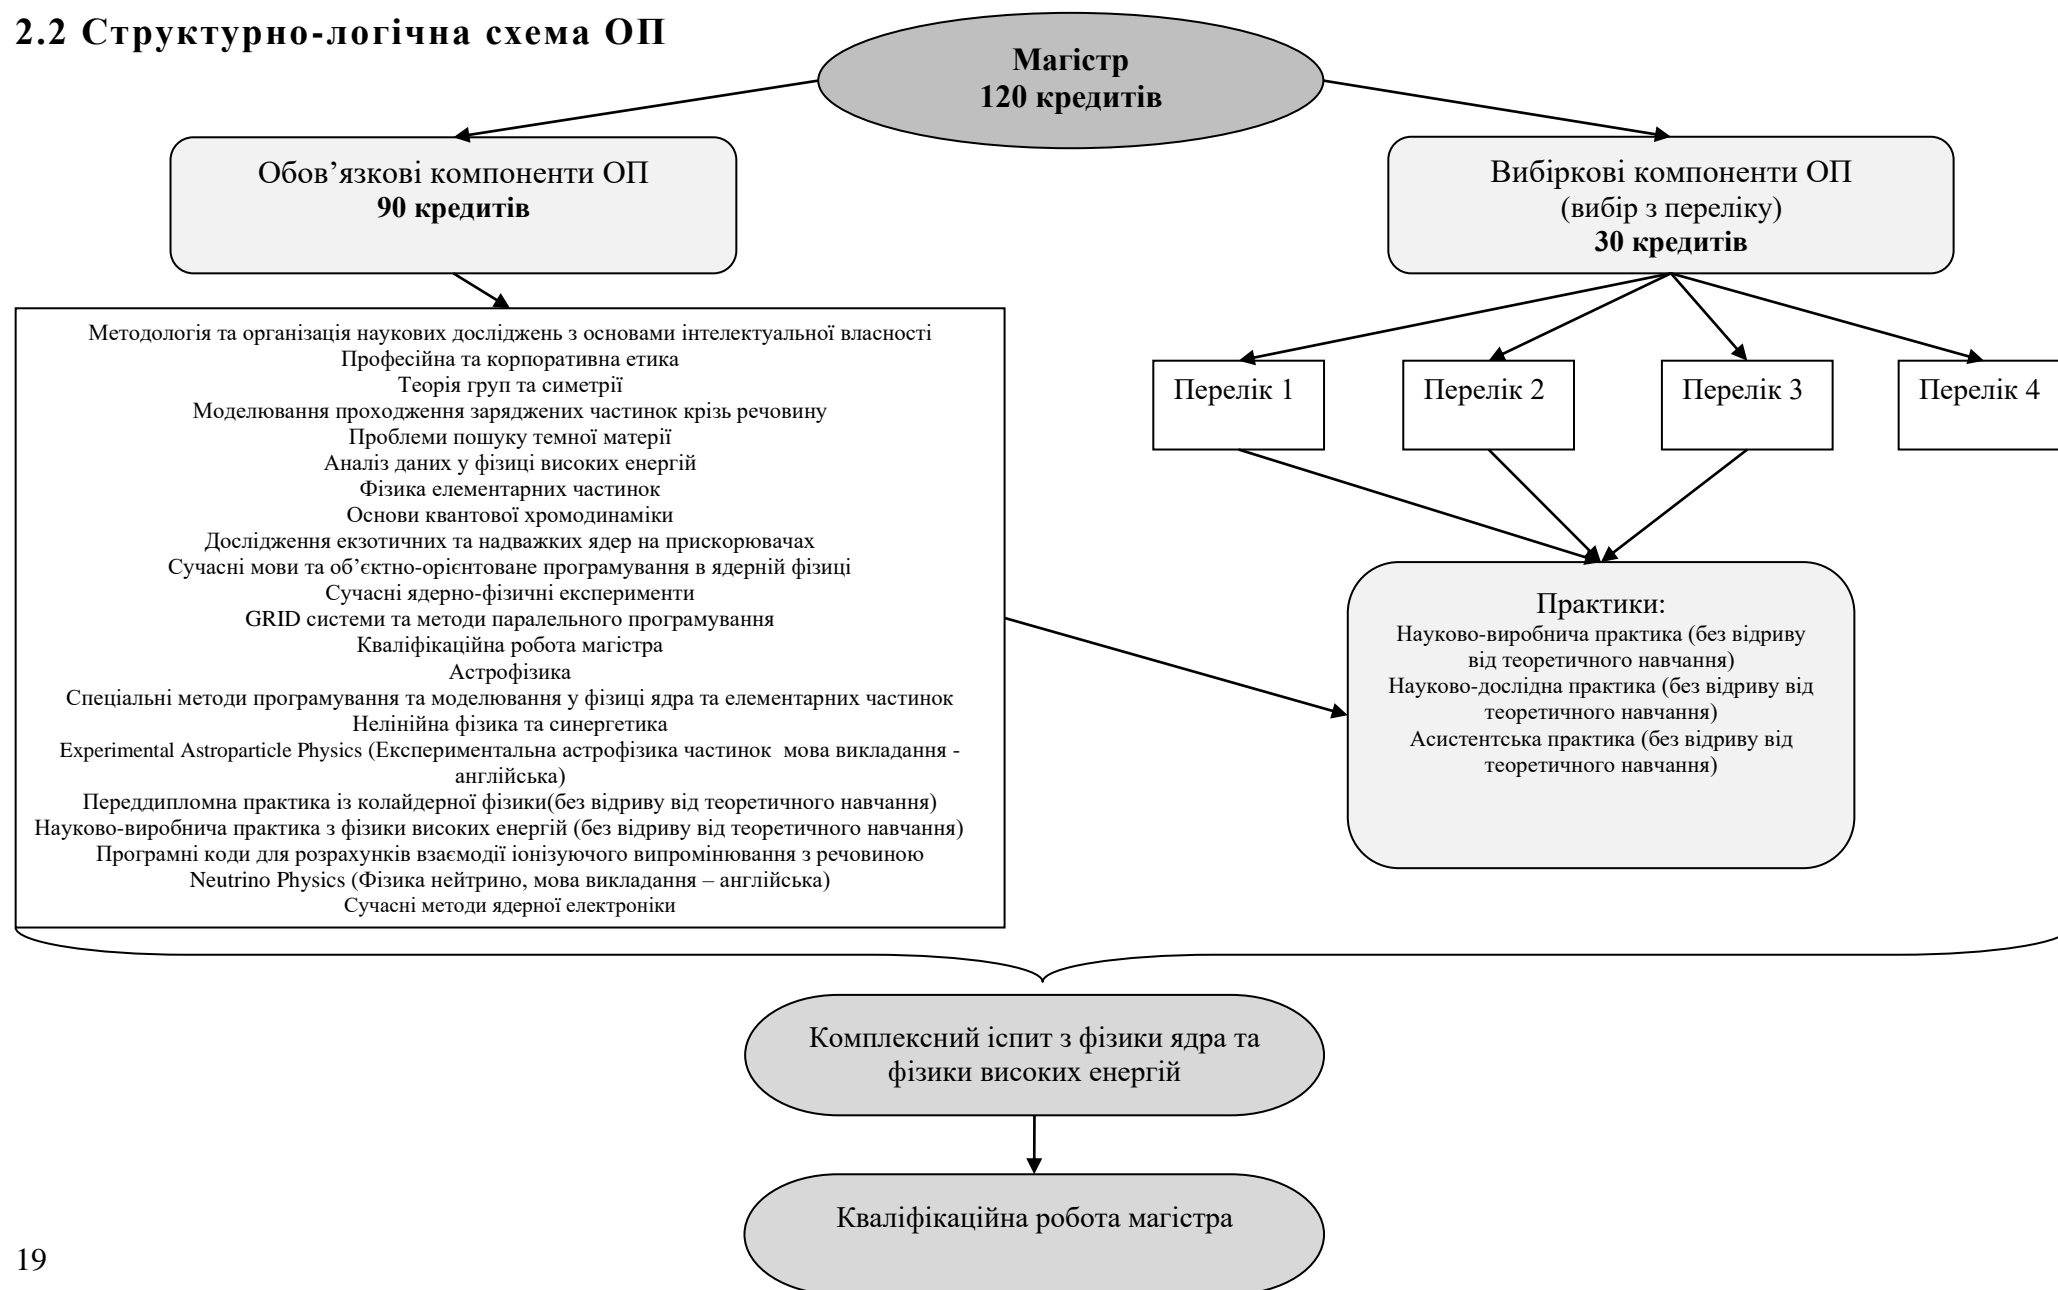 2.2 Структурно-логічна схема ОП
Магістр
120 кредитів
Обов’язкові компоненти ОП
90 кредитів
Вибіркові компоненти ОП
(вибір з переліку)
30 кредитів
Методологія та організація наукових досліджень з основами інтелектуальної власності
Професійна та корпоративна етика
Теорія груп та симетрії
Моделювання проходження заряджених частинок крізь речовину
Проблеми пошуку темної матерії
Аналіз даних у фізиці високих енергій
Фізика елементарних частинок
Основи квантової хромодинаміки
Дослідження екзотичних та надважких ядер на прискорювачах
Сучасні мови та об’єктно-орієнтоване програмування в ядерній фізиці
Сучасні ядерно-фізичні експерименти
GRID системи та методи паралельного програмування
Кваліфікаційна робота магістра
Астрофізика
Спеціальні методи програмування та моделювання у фізиці ядра та елементарних частинок
Нелінійна фізика та синергетика
Experimental Astroparticle Physics (Експериментальна астрофізика частинок мова викладання -
англійська)
Переддипломна практика із колайдерної фізики(без відриву від теоретичного навчання)
Науково-виробнича практика з фізики високих енергій (без відриву від теоретичного навчання)
Програмні коди для розрахунків взаємодії іонізуючого випромінювання з речовиною
Neutrino Physics (Фізика нейтрино, мова викладання – англійська)
Сучасні методи ядерної електроніки
Перелік 1
Перелік 2
Перелік 3
Перелік 4
Практики:
Науково-виробнича практика (без відриву
від теоретичного навчання)
Науково-дослідна практика (без відриву від
теоретичного навчання)
Асистентська практика (без відриву від
теоретичного навчання)
Комплексний іспит з фізики ядра та
фізики високих енергій
Кваліфікаційна робота магістра
19